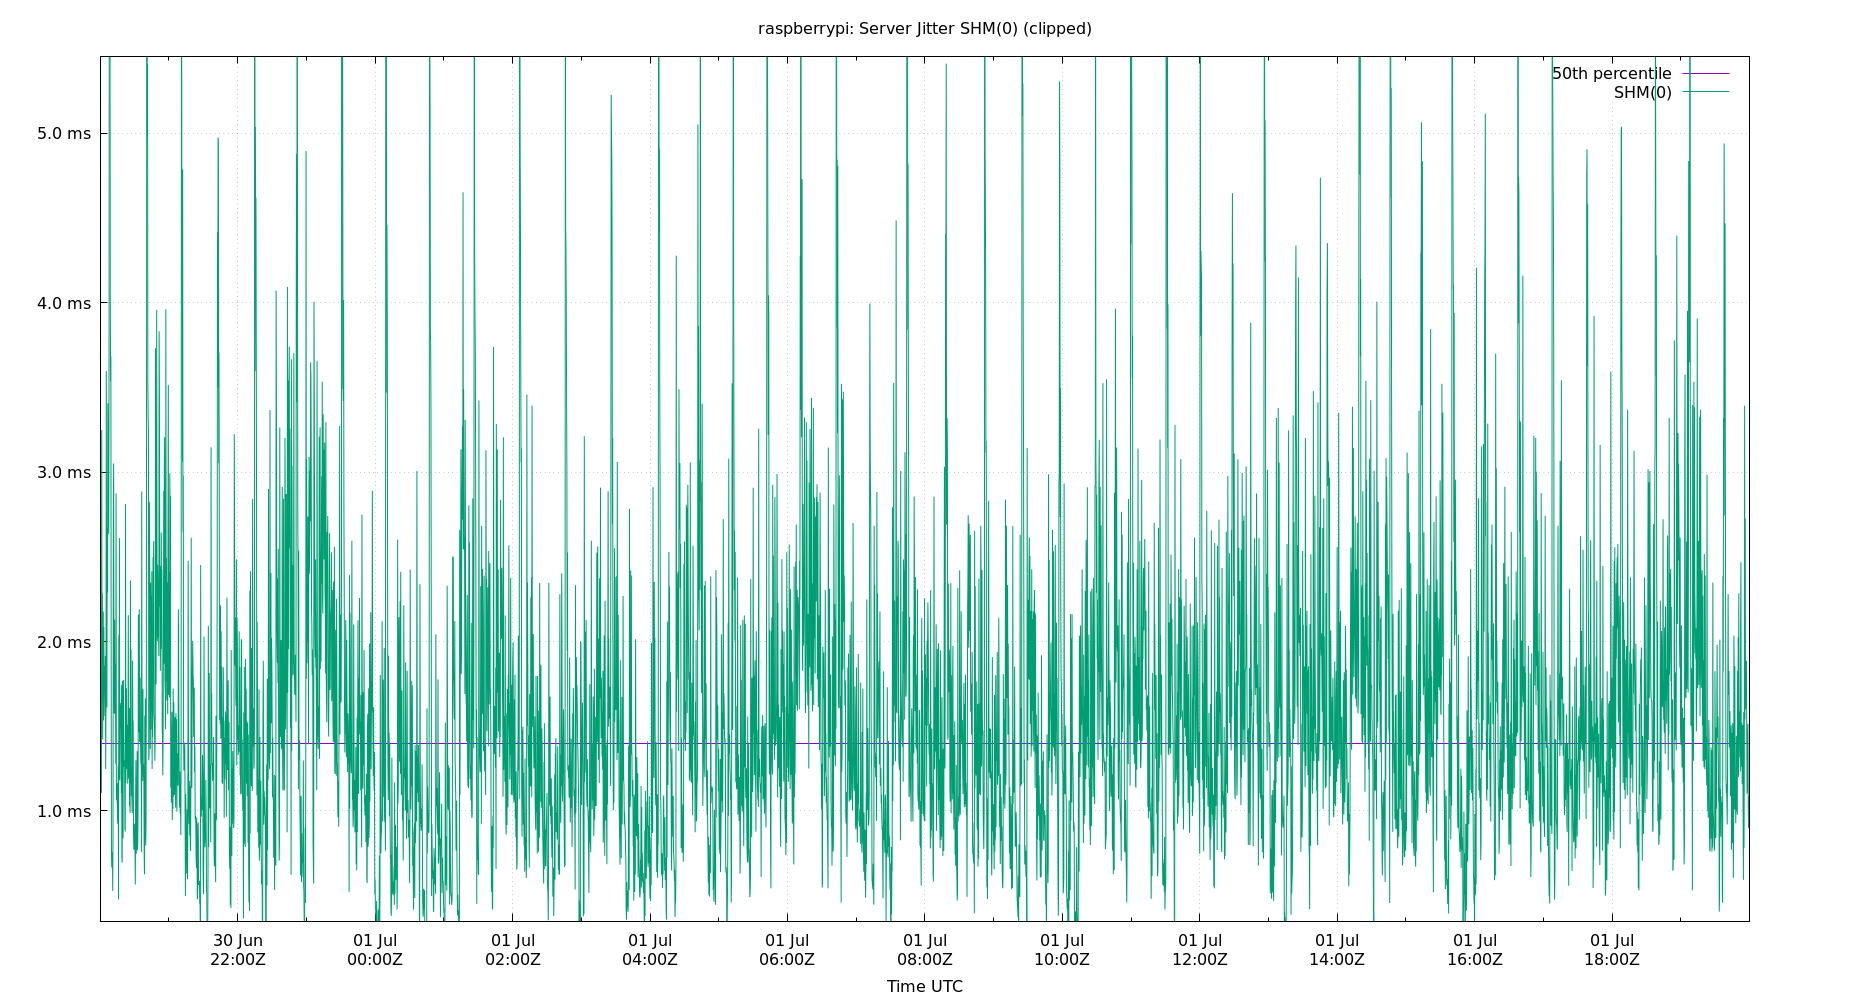 raspberrypi: Server Jitter SHM(0) (clipped)
50th percentile
SHM(0)
5.0 ms
4.0 ms
3.0 ms
2.0 ms
1.0 ms
30 Jun 01 Jul 01 Jul 01 Jul 01 Jul 01 Jul 01 Jul 01 Jul 01 Jul 01 Jul 01 Jul
22:00Z 00:00Z 02:00Z 04:00Z 06:00Z 08:00Z 10:00Z 12:00Z 14:00Z 16:00Z 18:00Z
Time UTC